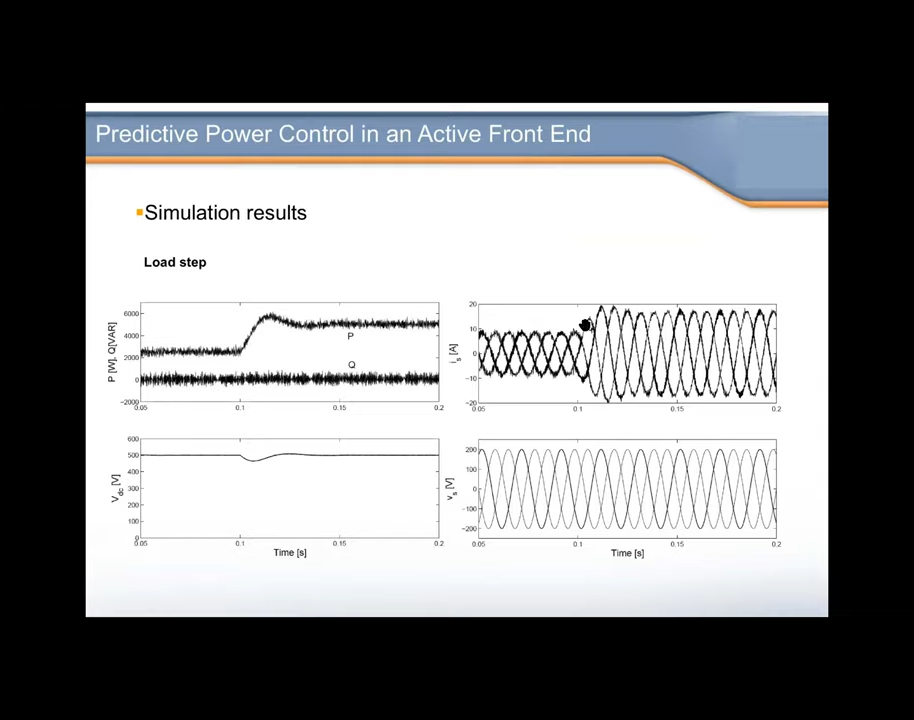 Predictive Power Control in an Active Front End
▪Simulation results
Load step
P [W], Q[VAR]
6000
4000
2000
0
−2000
P
Q
0.05 0.1 0.15 0.2
i_s [A]
20
10
0
−10
−20
0.05 0.1 0.15 0.2
V_dc [V]
600
500
400
300
200
100
0
0.05 0.1 0.15 0.2
Time [s]
v_s [V]
200
100
0
−100
−200
0.05 0.1 0.15 0.2
Time [s]